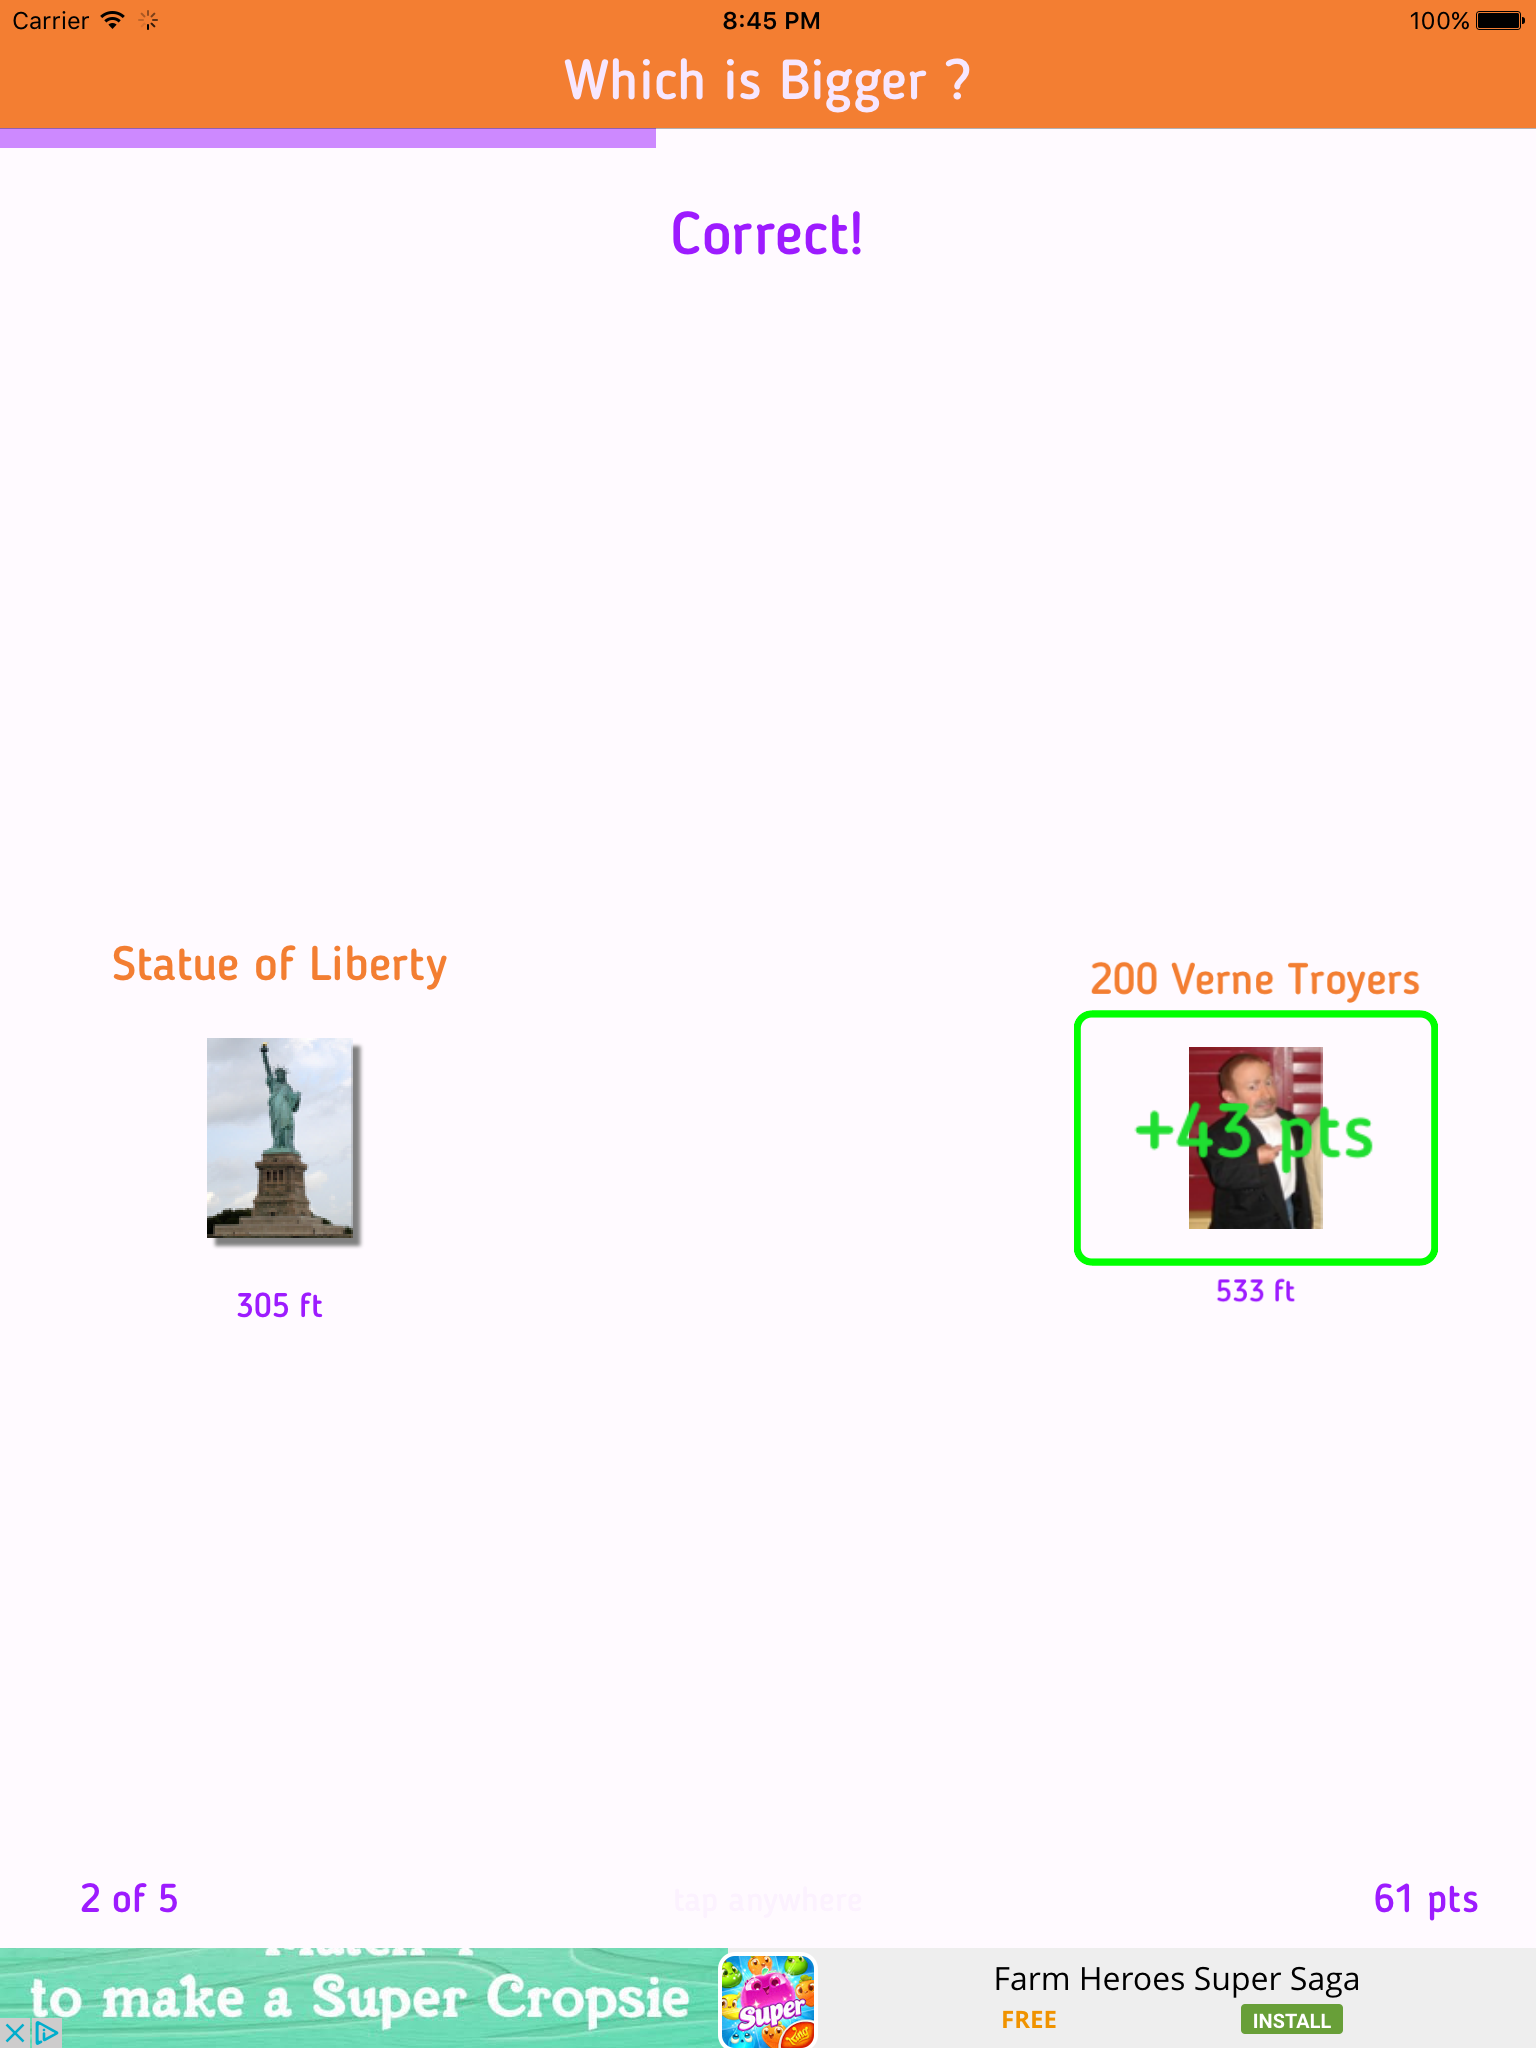 Carrier 8:45 PM 100%
Which is Bigger ?
Correct!
Statue of Liberty
200 Verne Troyers
+43 pts
305 ft
533 ft
2 of 5
tap anywhere
61 pts
to make a Super Cropsie
Super
King
Farm Heroes Super Saga
FREE
INSTALL